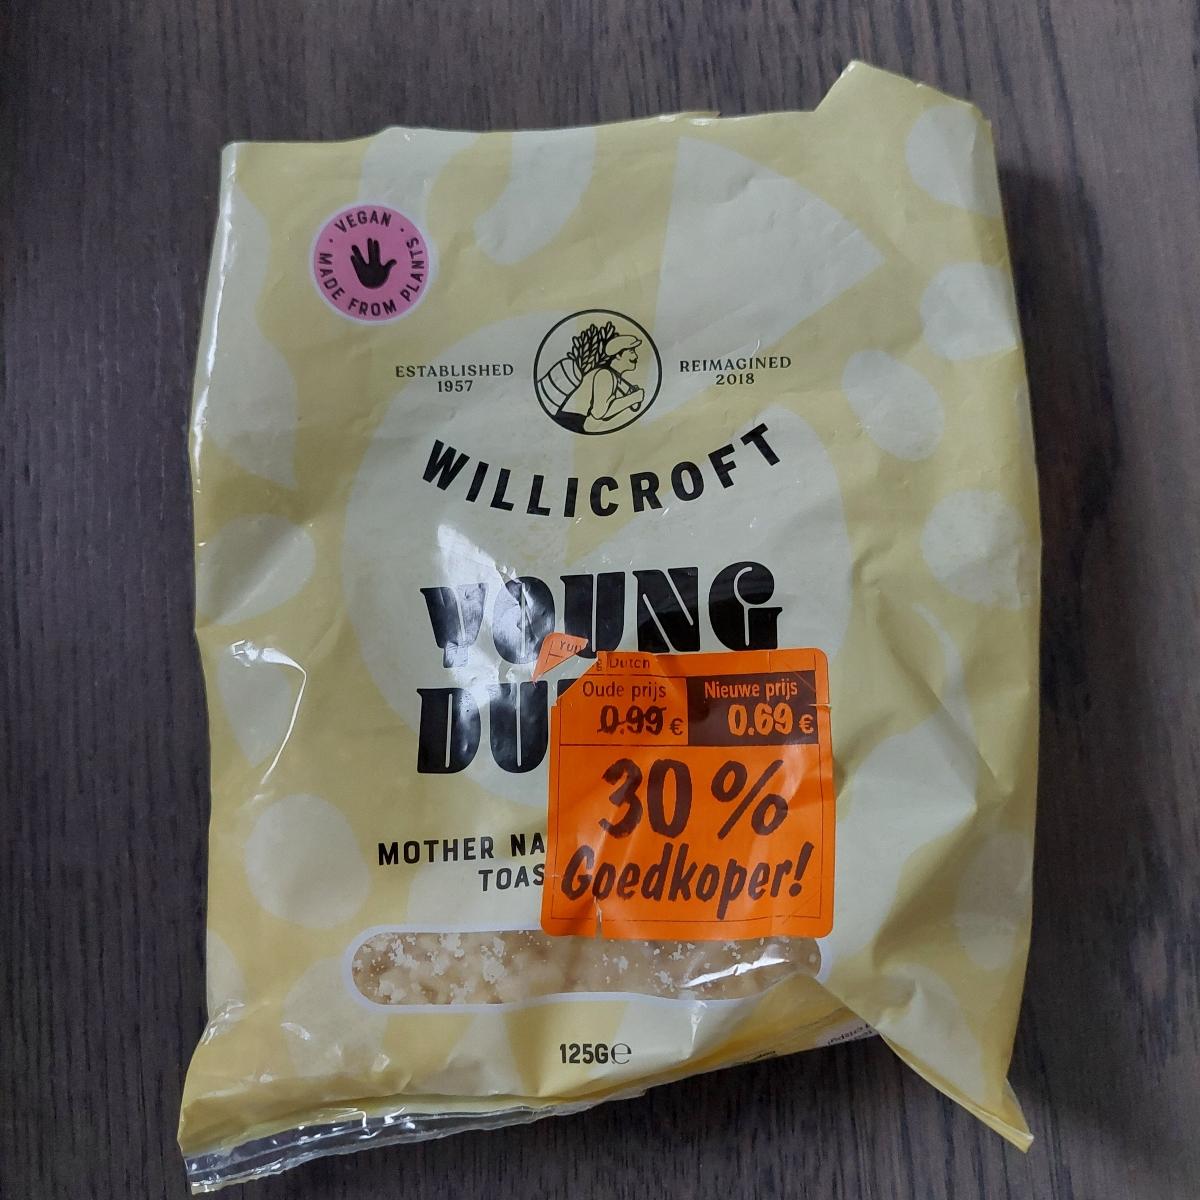 VEGAN · MADE FROM PLANTS ·
ESTABLISHED
1957
REIMAGINED
2018
WILLICROFT
YOUNG
DU
Dutch
Oude prijs
0.99 €
Nieuwe prijs
0.69 €
30 %
Goedkoper!
MOTHER NA
TOAS
125G℮